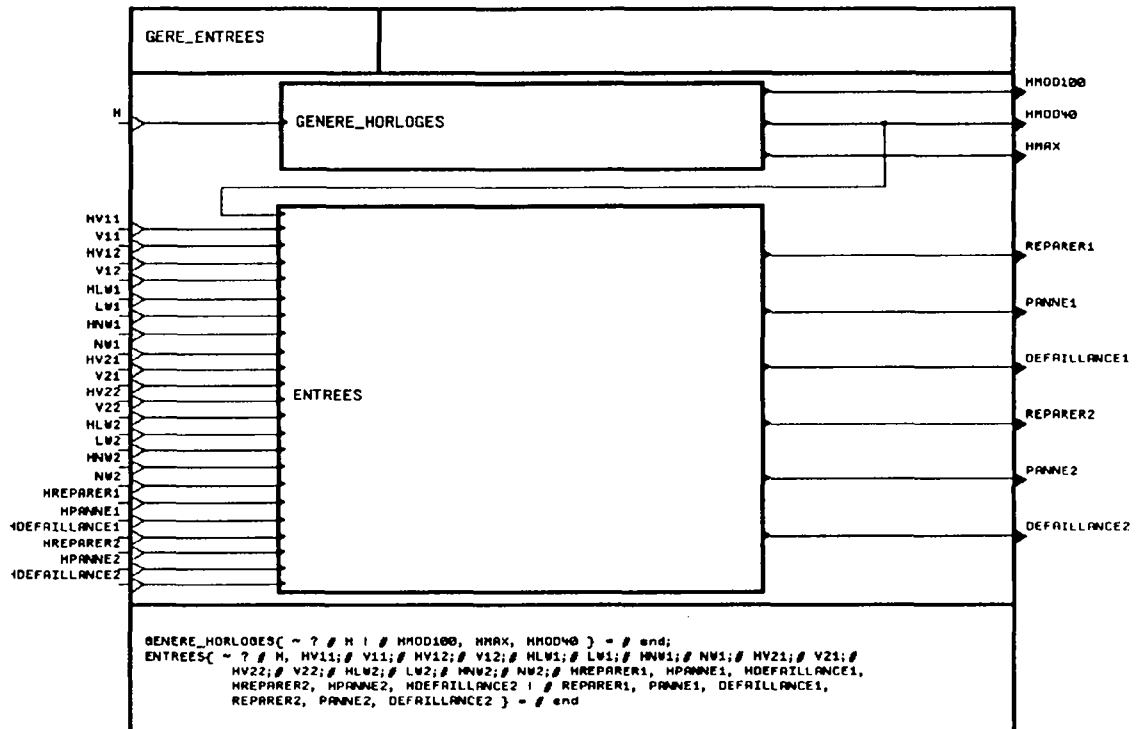 GERE_ENTREES
H
GENERE_HORLOGES
HMOD100
HMOD40
HMAX
HV11
V11
HV12
V12
HLW1
LW1
HNW1
NW1
HV21
V21
HV22
V22
HLW2
LW2
HNW2
NW2
HREPARER1
HPANNE1
HDEFAILLANCE1
HREPARER2
HPANNE2
HDEFAILLANCE2
ENTREES
REPARER1
PANNE1
DEFAILLANCE1
REPARER2
PANNE2
DEFAILLANCE2
GENERE_HORLOGES{ ~ ? # H ! # HMOD100, HMAX, HMOD40 } = # end;
ENTREES{ ~ ? # H, HV11;# V11;# HV12;# V12;# HLW1;# LW1;# HNW1;# NW1;# HV21;# V21;#
HV22;# V22;# HLW2;# LW2;# HNW2;# NW2;# HREPARER1, HPANNE1, HDEFAILLANCE1,
HREPARER2, HPANNE2, HDEFAILLANCE2 ! # REPARER1, PANNE1, DEFAILLANCE1,
REPARER2, PANNE2, DEFAILLANCE2 } = # end